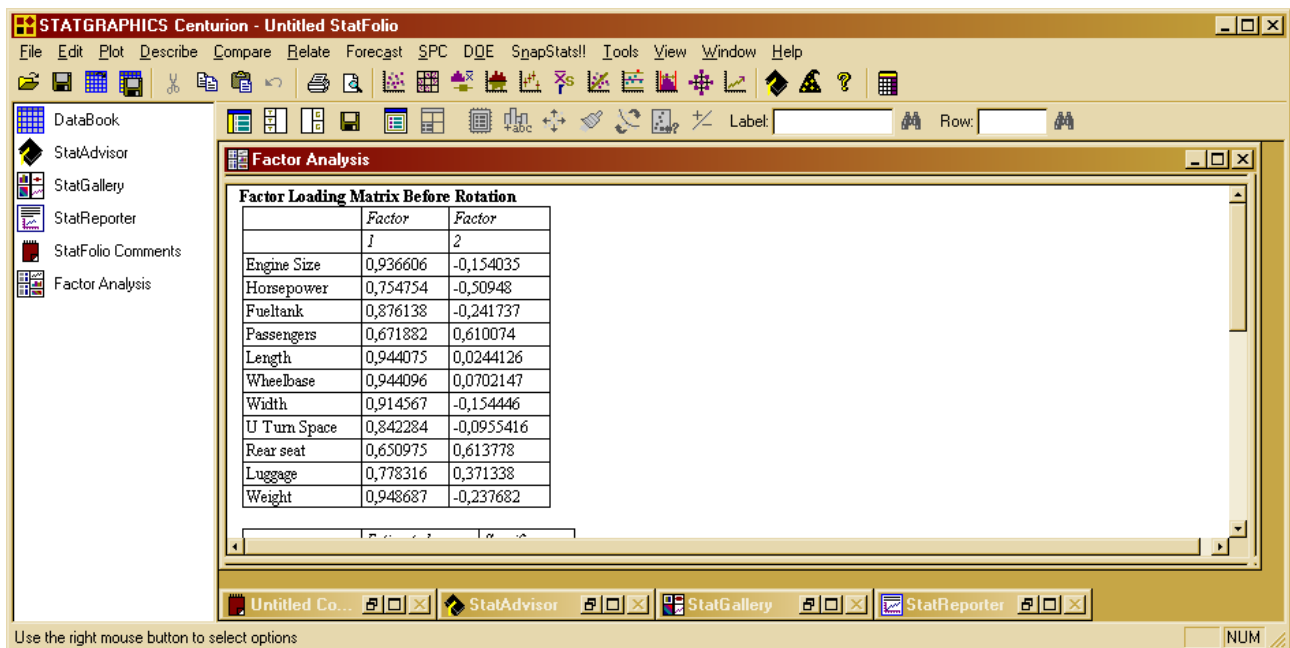 STATGRAPHICS Centurion - Untitled StatFolio
File Edit Plot Describe Compare Relate Forecast SPC DOE SnapStats!! Tools View Window Help
DataBook
Label: Row:
StatAdvisor
StatGallery
StatReporter
StatFolio Comments
Factor Analysis
Factor Analysis
Factor Loading Matrix Before Rotation
Factor Factor
1 2
Engine Size 0,936606 -0,154035
Horsepower 0,754754 -0,50948
Fueltank 0,876138 -0,241737
Passengers 0,671882 0,610074
Length 0,944075 0,0244126
Wheelbase 0,944096 0,0702147
Width 0,914567 -0,154446
U Turn Space 0,842284 -0,0955416
Rear seat 0,650975 0,613778
Luggage 0,778316 0,371338
Weight 0,948687 -0,237682
Untitled Co... StatAdvisor StatGallery StatReporter
Use the right mouse button to select options NUM